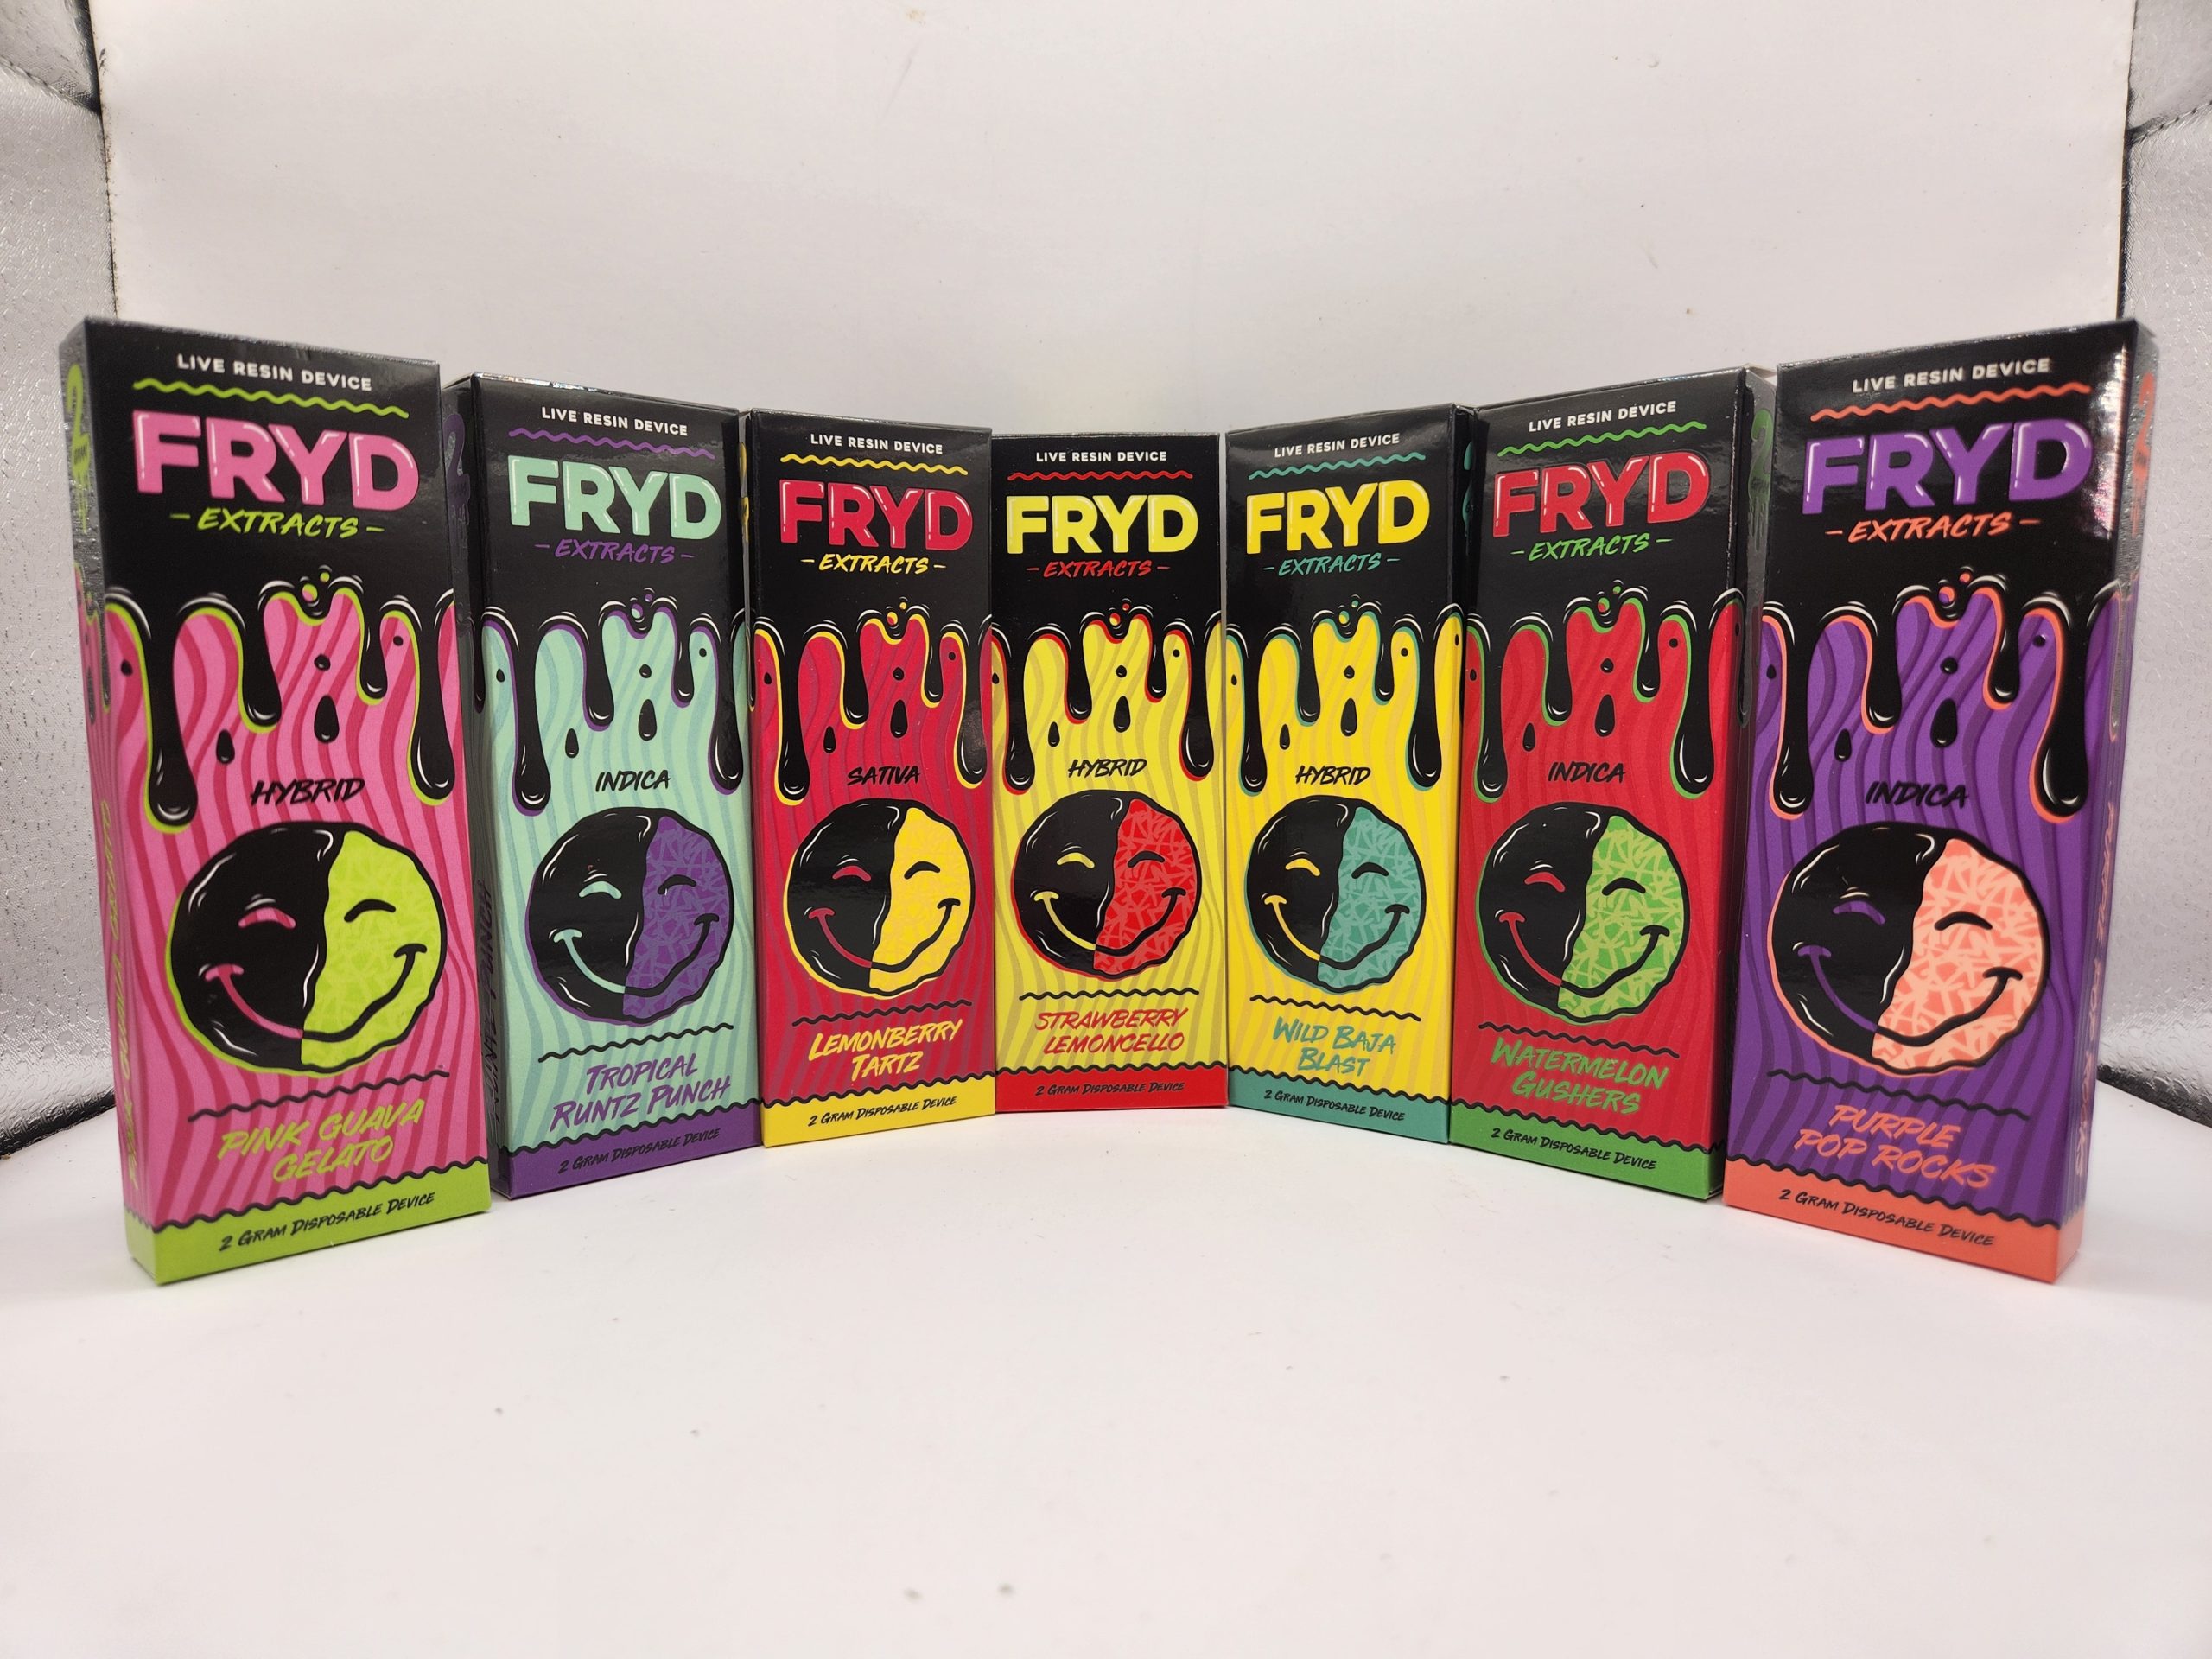 LIVE RESIN DEVICE
FRYD
-EXTRACTS-
HYBRID
PINK GUAVA
GELATO
2 GRAM DISPOSABLE DEVICE
LIVE RESIN DEVICE
FRYD
-EXTRACTS-
INDICA
TROPICAL
RUNTZ PUNCH
2 GRAM DISPOSABLE DEVICE
LIVE RESIN DEVICE
FRYD
-EXTRACTS-
SATIVA
LEMONBERRY
TARTZ
2 GRAM DISPOSABLE DEVICE
LIVE RESIN DEVICE
FRYD
-EXTRACTS-
HYBRID
STRAWBERRY
LEMONCELLO
2 GRAM DISPOSABLE DEVICE
LIVE RESIN DEVICE
FRYD
-EXTRACTS-
HYBRID
WILD BAJA
BLAST
2 GRAM DISPOSABLE DEVICE
LIVE RESIN DEVICE
FRYD
-EXTRACTS-
INDICA
WATERMELON
GUSHERS
2 GRAM DISPOSABLE DEVICE
LIVE RESIN DEVICE
FRYD
-EXTRACTS-
INDICA
PURPLE
POP ROCKS
2 GRAM DISPOSABLE DEVICE